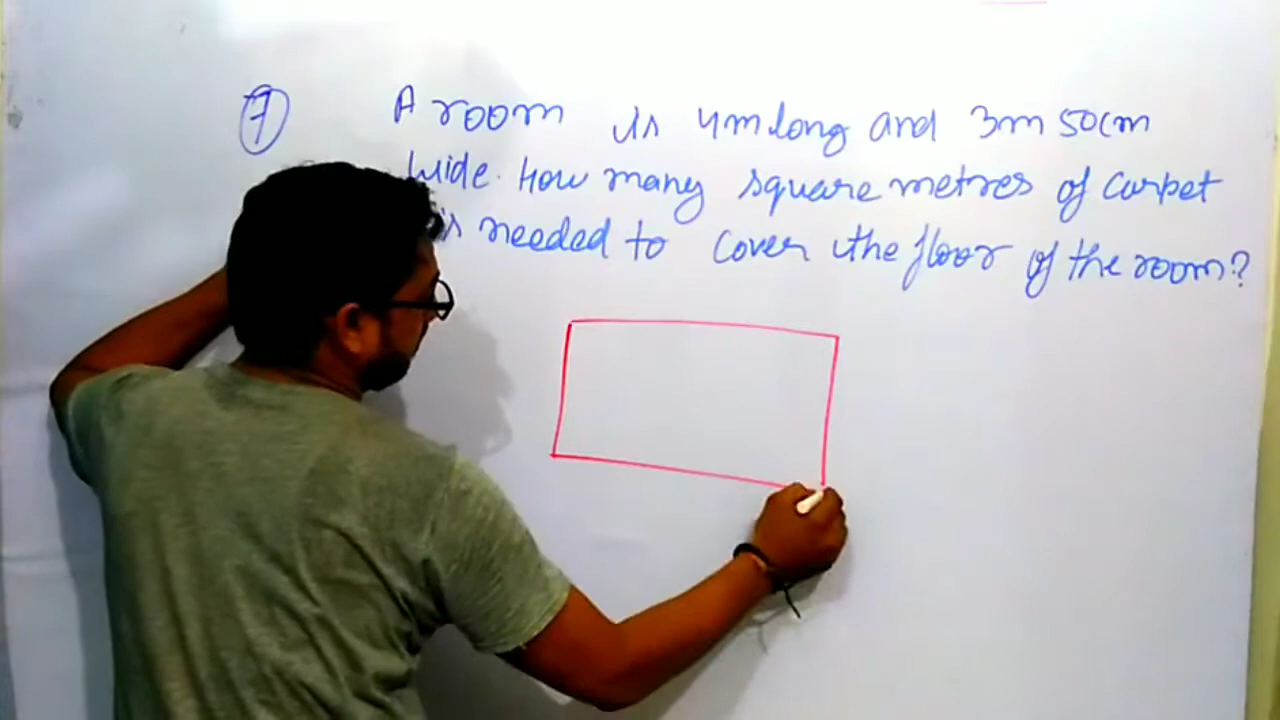 7 A room is 4m long and 3m 50cm
wide. How many square metres of carpet
is needed to cover the floor of the room?